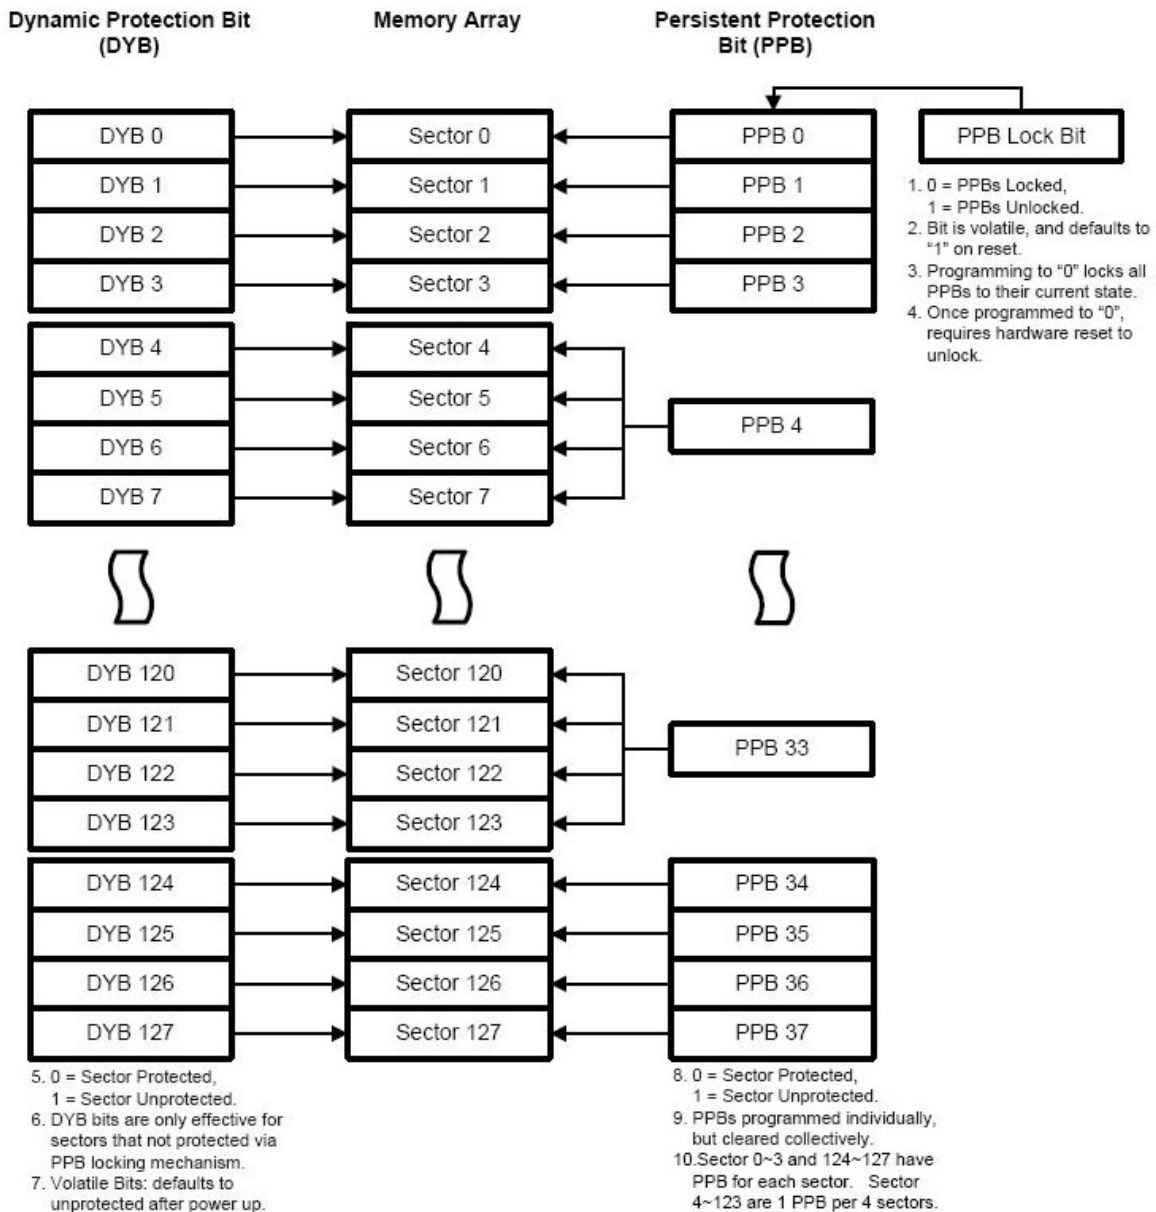 Dynamic Protection Bit
(DYB)
Memory Array
Persistent Protection
Bit (PPB)
DYB 0
Sector 0
PPB 0
PPB Lock Bit
DYB 1
Sector 1
PPB 1
DYB 2
Sector 2
PPB 2
DYB 3
Sector 3
PPB 3
1. 0 = PPBs Locked,
1 = PPBs Unlocked.
2. Bit is volatile, and defaults to
“1” on reset.
3. Programming to “0” locks all
PPBs to their current state.
4. Once programmed to “0”,
requires hardware reset to
unlock.
DYB 4
Sector 4
DYB 5
Sector 5
PPB 4
DYB 6
Sector 6
DYB 7
Sector 7
DYB 120
Sector 120
DYB 121
Sector 121
PPB 33
DYB 122
Sector 122
DYB 123
Sector 123
DYB 124
Sector 124
PPB 34
DYB 125
Sector 125
PPB 35
DYB 126
Sector 126
PPB 36
DYB 127
Sector 127
PPB 37
5. 0 = Sector Protected,
1 = Sector Unprotected.
6. DYB bits are only effective for
sectors that not protected via
PPB locking mechanism.
7. Volatile Bits: defaults to
unprotected after power up.
8. 0 = Sector Protected,
1 = Sector Unprotected.
9. PPBs programmed individually,
but cleared collectively.
10.Sector 0~3 and 124~127 have
PPB for each sector. Sector
4~123 are 1 PPB per 4 sectors.